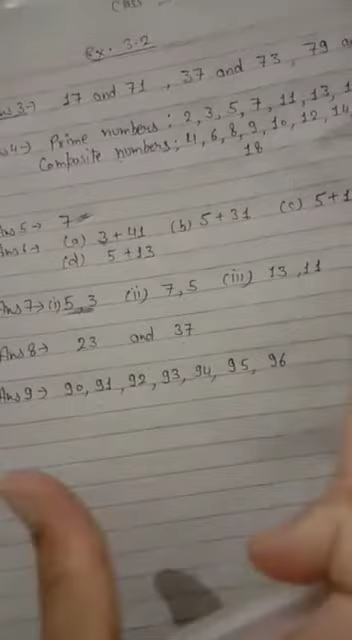 Class
Ex. 3.2
Ans 3→ 17 and 71, 37 and 73, 79 a
Ans 4→ Prime numbers: 2, 3, 5, 7, 11, 13, 1
Composite numbers; 4, 6, 8, 9, 10, 12, 14
18
Ans 5→ 7
Ans 6→ (a) 3+41 (b) 5+31 (c) 5+1
(d) 5+13
Ans 7→ (i) 5, 3 (ii) 7, 5 (iii) 13, 11
Ans 8→ 23 and 37
Ans 9→ 90, 91, 92, 93, 94, 95, 96